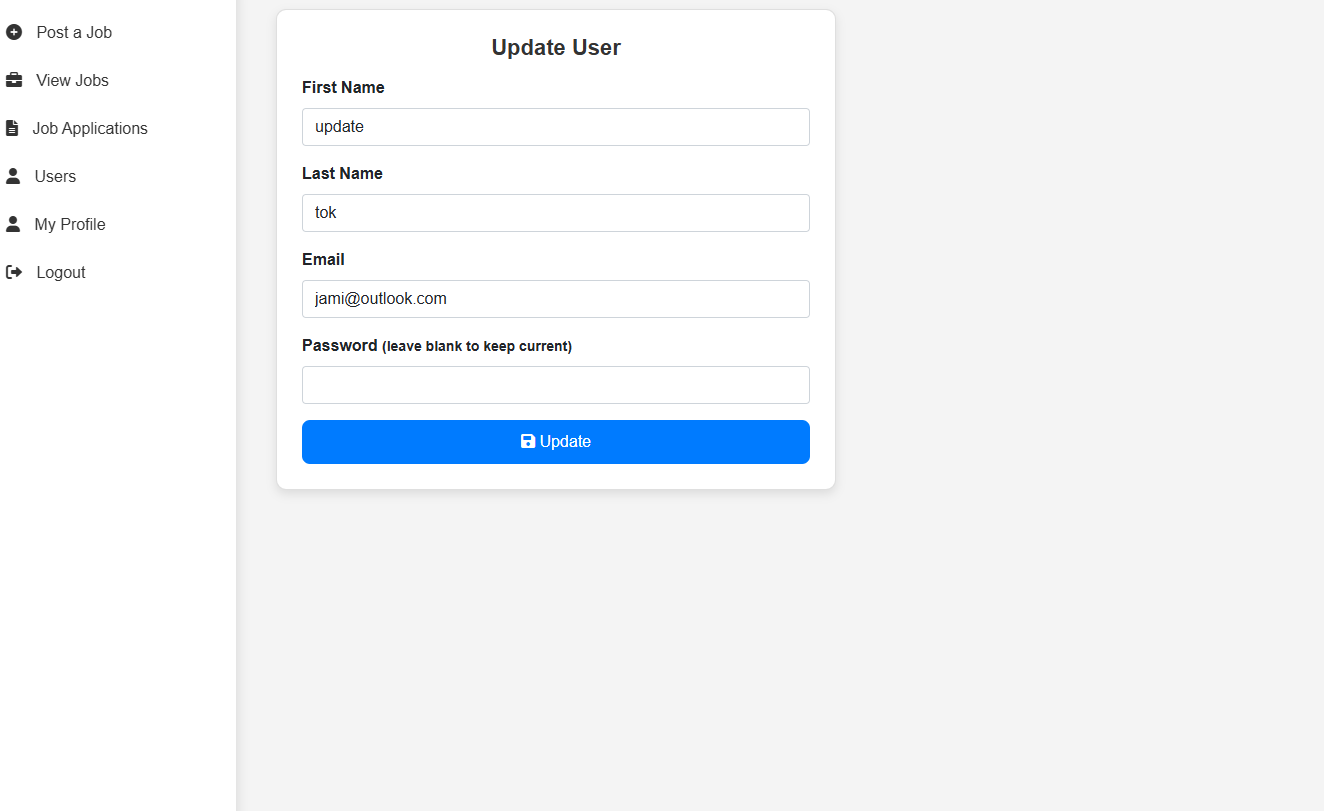 Post a Job
View Jobs
Job Applications
Users
My Profile
Logout
Update User
First Name
update
Last Name
tok
Email
jami@outlook.com
Password (leave blank to keep current)
Update